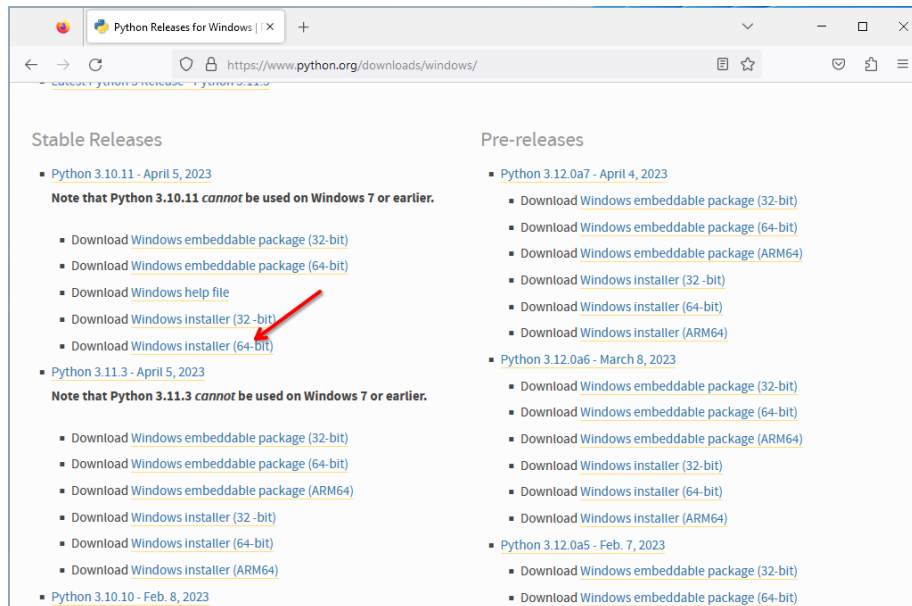 Python Releases for Windows |
https://www.python.org/downloads/windows/
Latest Python 3 Release - Python 3.11.3
Stable Releases
Python 3.10.11 - April 5, 2023
Note that Python 3.10.11 cannot be used on Windows 7 or earlier.
Download Windows embeddable package (32-bit)
Download Windows embeddable package (64-bit)
Download Windows help file
Download Windows installer (32 -bit)
Download Windows installer (64-bit)
Python 3.11.3 - April 5, 2023
Note that Python 3.11.3 cannot be used on Windows 7 or earlier.
Download Windows embeddable package (32-bit)
Download Windows embeddable package (64-bit)
Download Windows embeddable package (ARM64)
Download Windows installer (32 -bit)
Download Windows installer (64-bit)
Download Windows installer (ARM64)
Python 3.10.10 - Feb. 8, 2023
Pre-releases
Python 3.12.0a7 - April 4, 2023
Download Windows embeddable package (32-bit)
Download Windows embeddable package (64-bit)
Download Windows embeddable package (ARM64)
Download Windows installer (32 -bit)
Download Windows installer (64-bit)
Download Windows installer (ARM64)
Python 3.12.0a6 - March 8, 2023
Download Windows embeddable package (32-bit)
Download Windows embeddable package (64-bit)
Download Windows embeddable package (ARM64)
Download Windows installer (32-bit)
Download Windows installer (64-bit)
Download Windows installer (ARM64)
Python 3.12.0a5 - Feb. 7, 2023
Download Windows embeddable package (32-bit)
Download Windows embeddable package (64-bit)